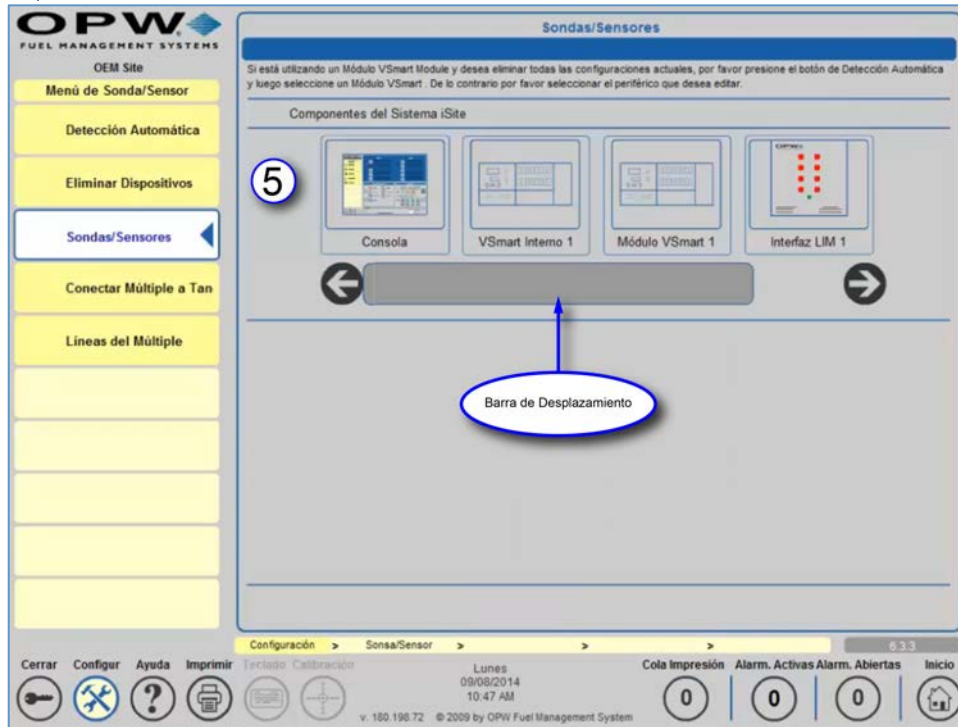 OPW
FUEL MANAGEMENT SYSTEMS
OEM Site
Menú de Sonda/Sensor
Detección Automática
Eliminar Dispositivos
Sondas/Sensores
Conectar Múltiple a Tan
Líneas del Múltiple
Sondas/Sensores
Si está utilizando un Módulo VSmart Module y desea eliminar todas las configuraciones actuales, por favor presione el botón de Detección Automática
y luego seleccione un Módulo VSmart . De lo contrario por favor seleccionar el periférico que desea editar.
Componentes del Sistema iSite
5
Consola
VSmart Interno 1
Módulo VSmart 1
Interfaz LIM 1
Barra de Desplazamiento
Configuración > Sonsa/Sensor > > >
6.3.3
Cerrar Configur Ayuda Imprimir Teclado Calibración
Lunes
09/08/2014
10:47 AM
v. 180.198.72 © 2009 by OPW Fuel Management System
Cola Impresión Alarm. Activas Alarm. Abiertas Inicio
0 0 0